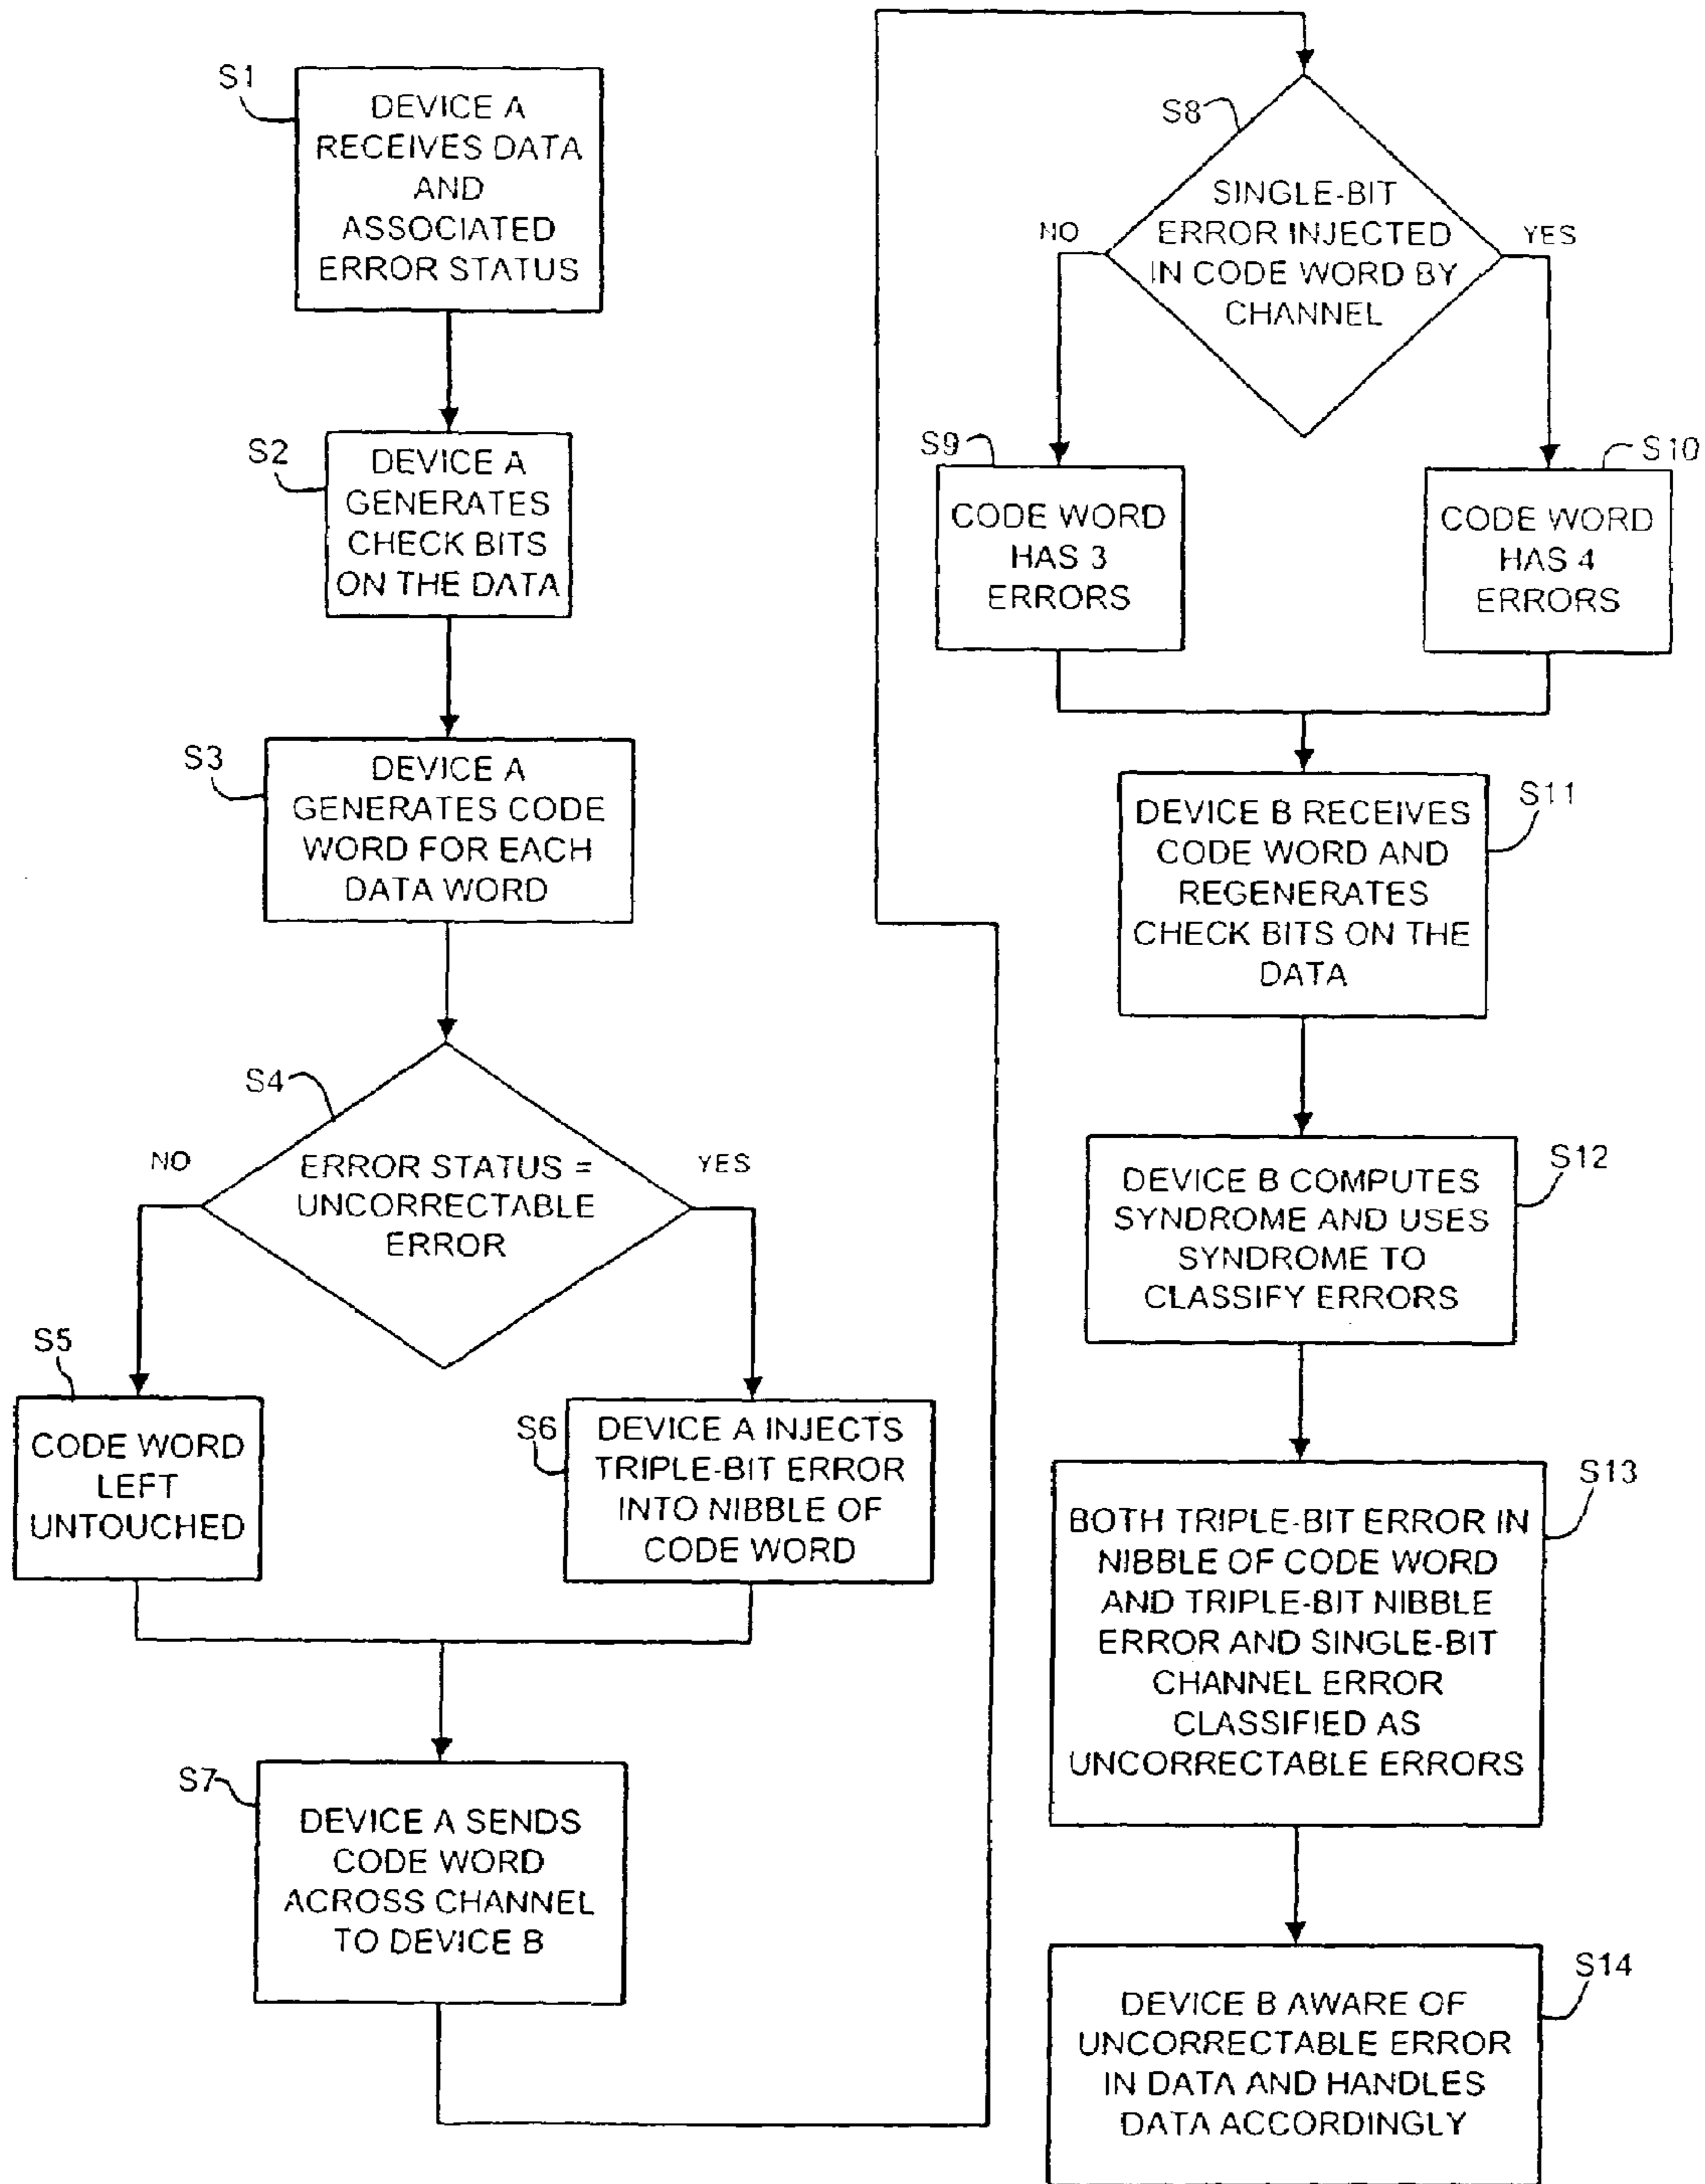 S1
DEVICE A
RECEIVES DATA
AND
ASSOCIATED
ERROR STATUS
S2
DEVICE A
GENERATES
CHECK BITS
ON THE DATA
S3
DEVICE A
GENERATES CODE
WORD FOR EACH
DATA WORD
S4
NO
ERROR STATUS =
UNCORRECTABLE
ERROR
YES
S5
CODE WORD
LEFT
UNTOUCHED
S6
DEVICE A INJECTS
TRIPLE-BIT ERROR
INTO NIBBLE OF
CODE WORD
S7
DEVICE A SENDS
CODE WORD
ACROSS CHANNEL
TO DEVICE B
S8
NO
SINGLE-BIT
ERROR INJECTED
IN CODE WORD BY
CHANNEL
YES
S9
CODE WORD
HAS 3
ERRORS
S10
CODE WORD
HAS 4
ERRORS
S11
DEVICE B RECEIVES
CODE WORD AND
REGENERATES
CHECK BITS ON THE
DATA
S12
DEVICE B COMPUTES
SYNDROME AND USES
SYNDROME TO
CLASSIFY ERRORS
S13
BOTH TRIPLE-BIT ERROR IN
NIBBLE OF CODE WORD
AND TRIPLE-BIT NIBBLE
ERROR AND SINGLE-BIT
CHANNEL ERROR
CLASSIFIED AS
UNCORRECTABLE ERRORS
S14
DEVICE B AWARE OF
UNCORRECTABLE ERROR
IN DATA AND HANDLES
DATA ACCORDINGLY